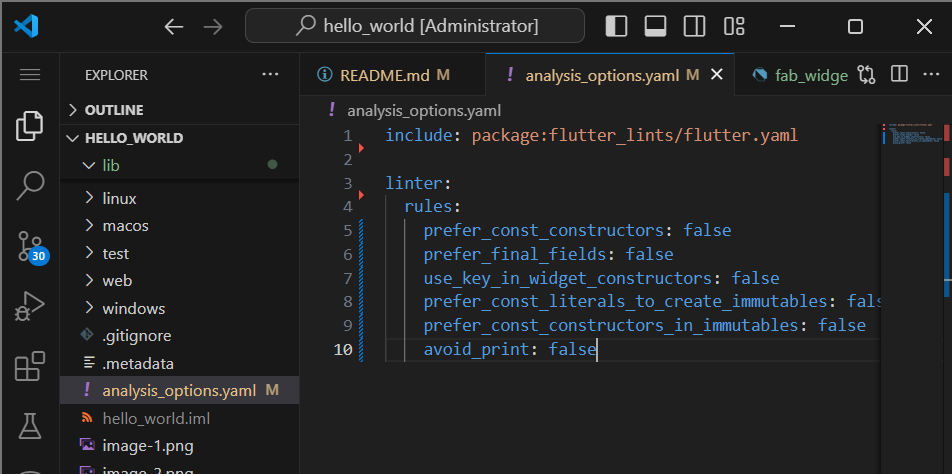 hello_world [Administrator]
EXPLORER
OUTLINE
HELLO_WORLD
lib
linux
macos
test
web
windows
.gitignore
.metadata
! analysis_options.yaml M
hello_world.iml
image-1.png
image-2.png
30
README.md M
! analysis_options.yaml M
fab_widge
! analysis_options.yaml
1 include: package:flutter_lints/flutter.yaml
2
3 linter:
4 rules:
5 prefer_const_constructors: false
6 prefer_final_fields: false
7 use_key_in_widget_constructors: false
8 prefer_const_literals_to_create_immutables: fals
9 prefer_const_constructors_in_immutables: false
10 avoid_print: false